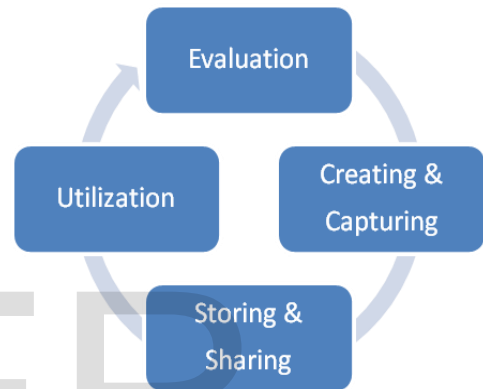 Evaluation
Creating &
Capturing
Storing &
Sharing
Utilization